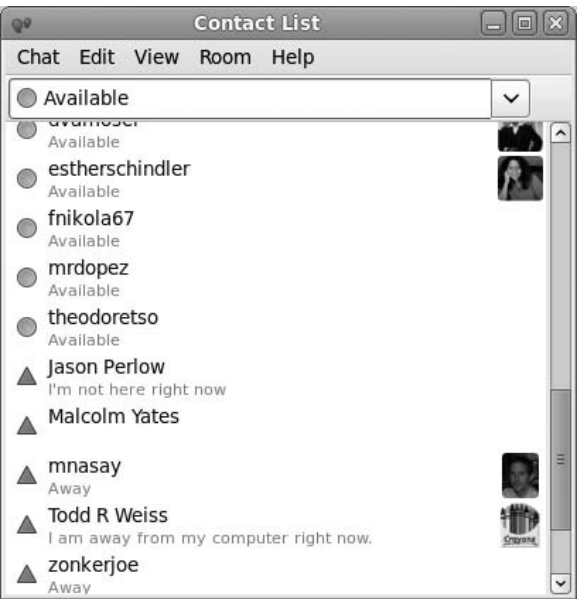 Contact List
Chat Edit View Room Help
Available
Available
estherschindler
Available
fnikola67
Available
mrdopez
Available
theodoretso
Available
Jason Perlow
I'm not here right now
Malcolm Yates
mnasay
Away
Todd R Weiss
I am away from my computer right now.
Crayons
zonkerjoe
Away